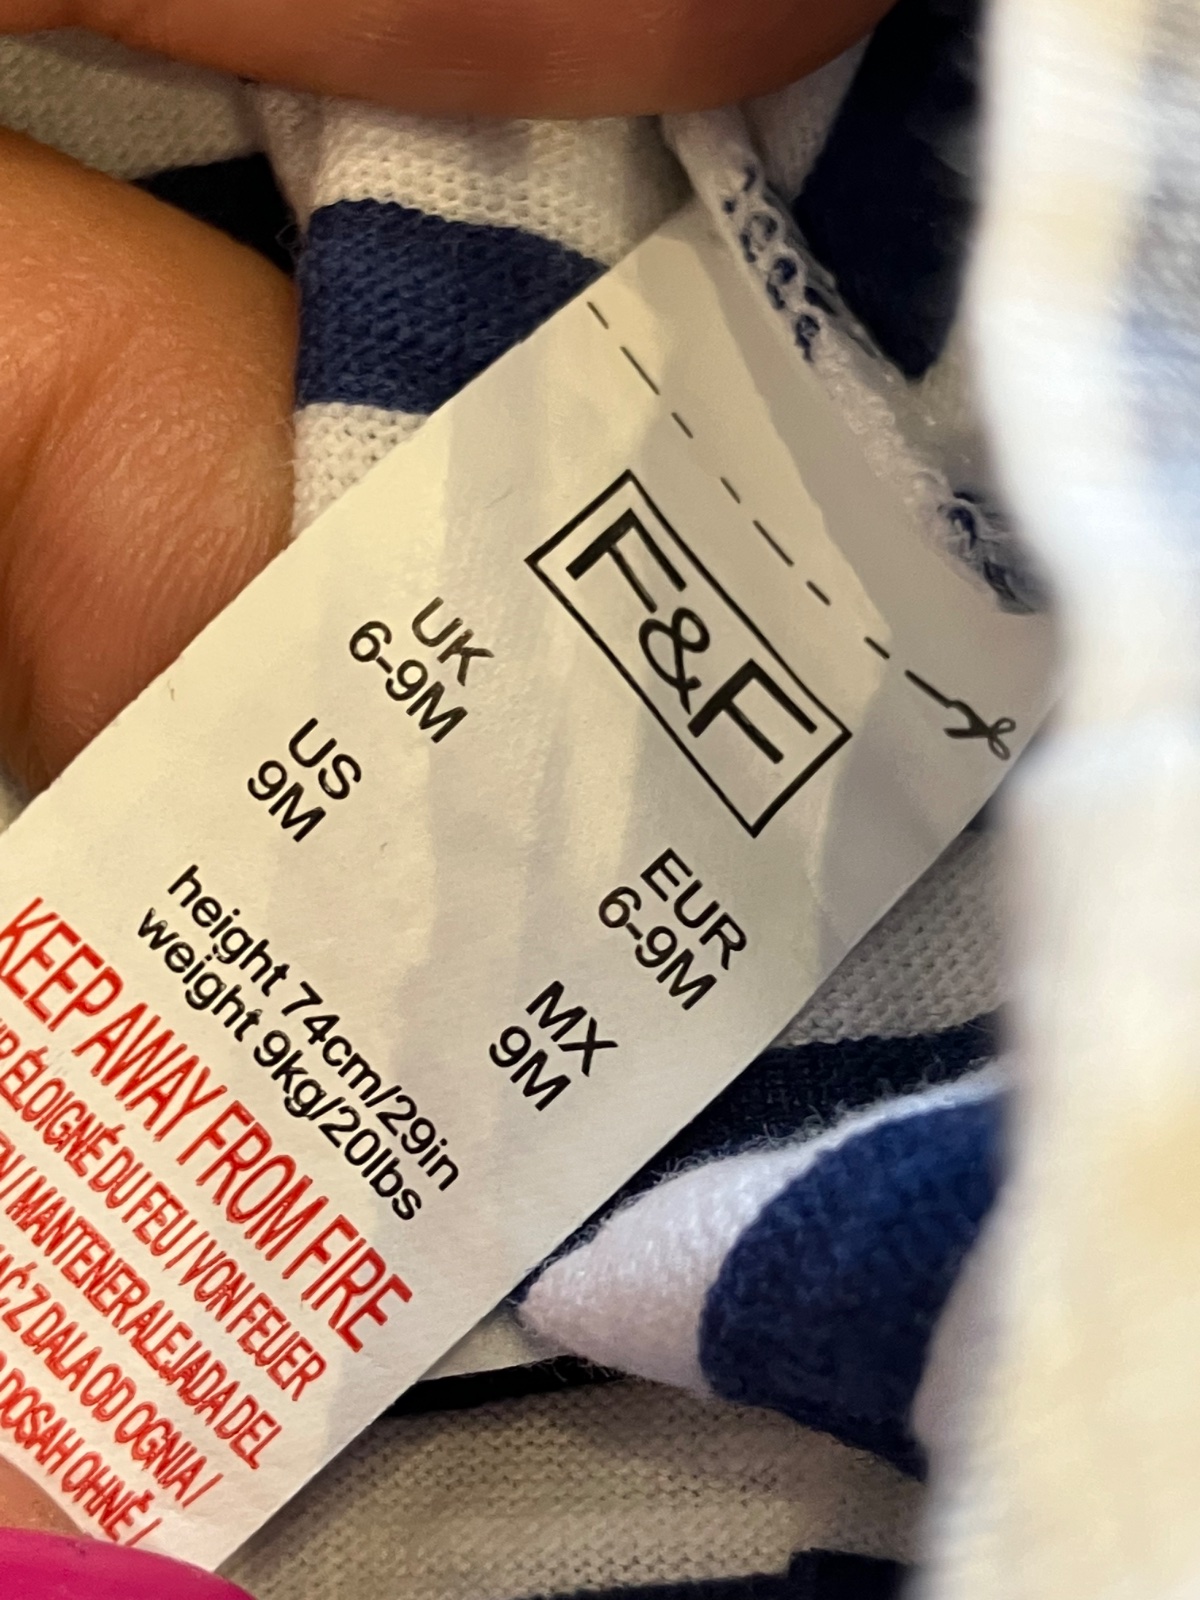 F&F
UK
6-9M
EUR
6-9M
US
9M
MX
9M
height 74cm/29in
weight 9kg/20lbs
KEEP AWAY FROM FIRE
ÉLOIGNÉ DU FEU / VON FEUER
/ MANTENER ALEJADA DEL
Z DALA OD OGNIA /
OHNĚ /